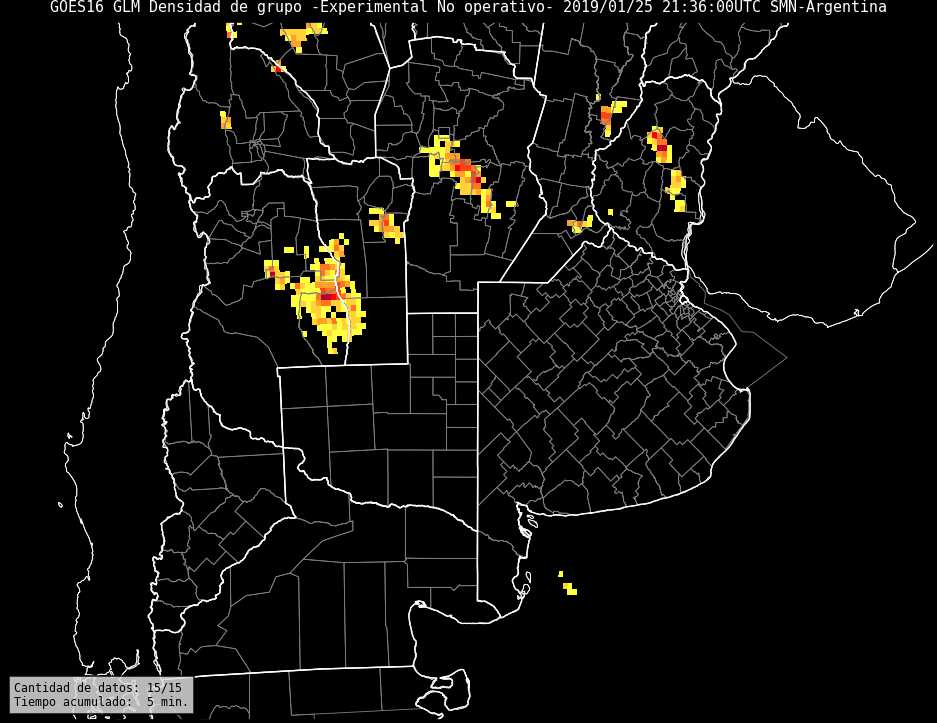 GOES16 GLM Densidad de grupo -Experimental No operativo- 2019/01/25 21:36:00UTC SMN-Argentina
Cantidad de datos: 15/15
Tiempo acumulado:  5 min.